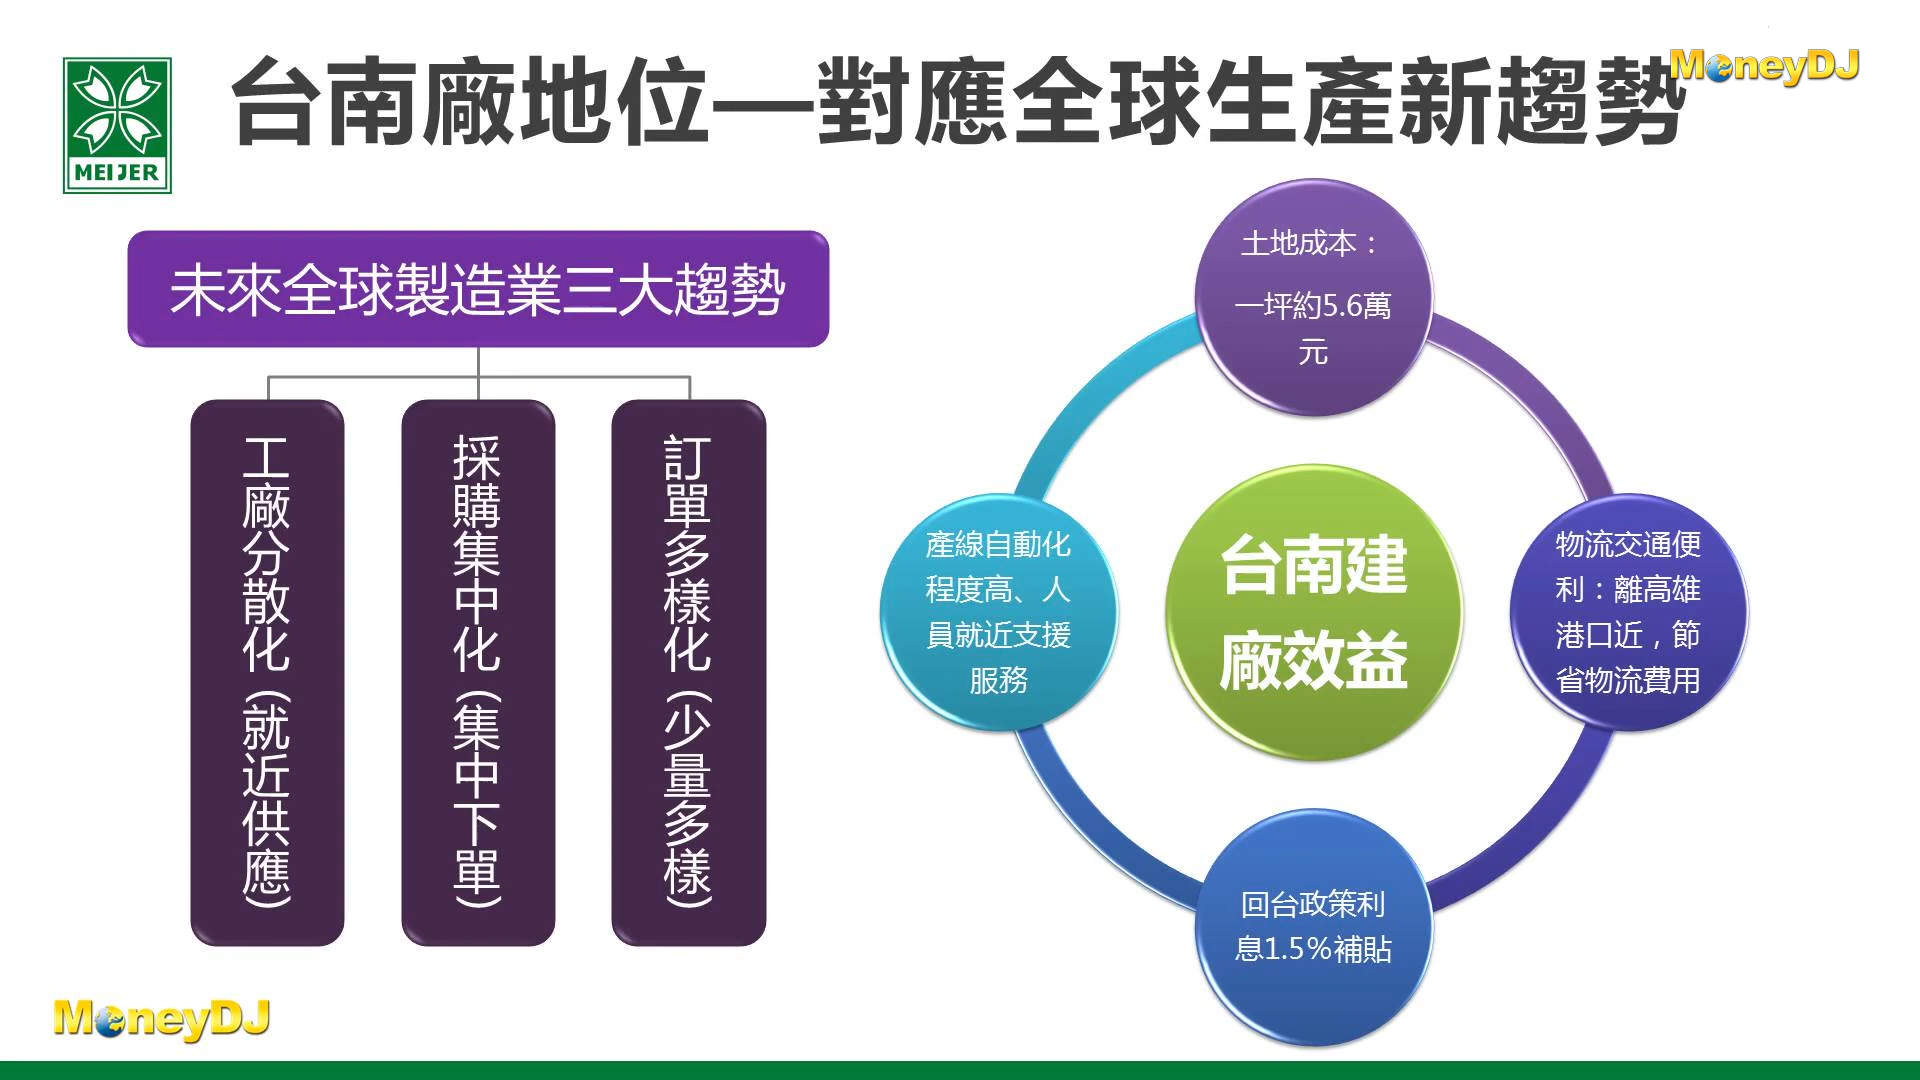 台南廠地位—對應全球生產新趨勢
MoneyDJ
MEIJER
未來全球製造業三大趨勢
工廠分散化(就近供應)
採購集中化(集中下單)
訂單多樣化(少量多樣)
土地成本：
一坪約5.6萬
元
物流交通便
利：離高雄
港口近，節
省物流費用
回台政策利
息1.5%補貼
產線自動化
程度高、人
員就近支援
服務
台南建
廠效益
MoneyDJ